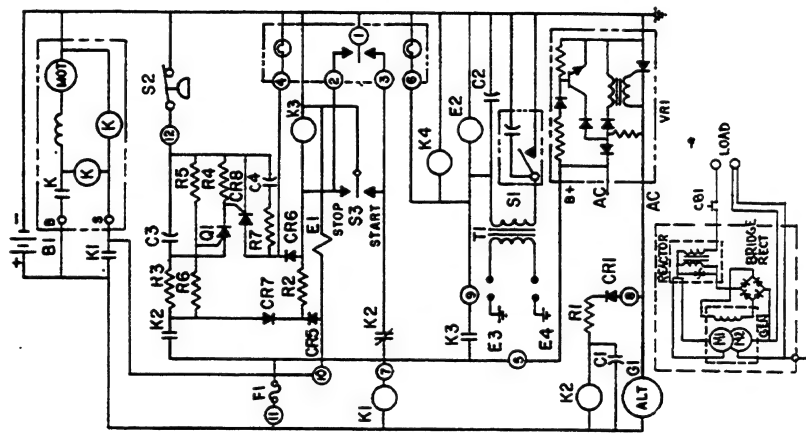 + -
B1
B
S
K1
K
K
K
MOT
S2
12
C3
R3
K2
R6
Q1
R5
R4
CR8
R7
C4
CR7
CR6
R2
CR5
E1
K3
10
F1
11
4
1
2
3
6
STOP
S3
START
K2
7
K1
K4
E2
C2
9
K3
T1
S1
E3
E4
5
B+
AC
VR1
AC
R1
CR1
8
K2
C1
G1
ALT
LOAD
CB1
REACTOR
BRIDGE
RECT
N1
N2